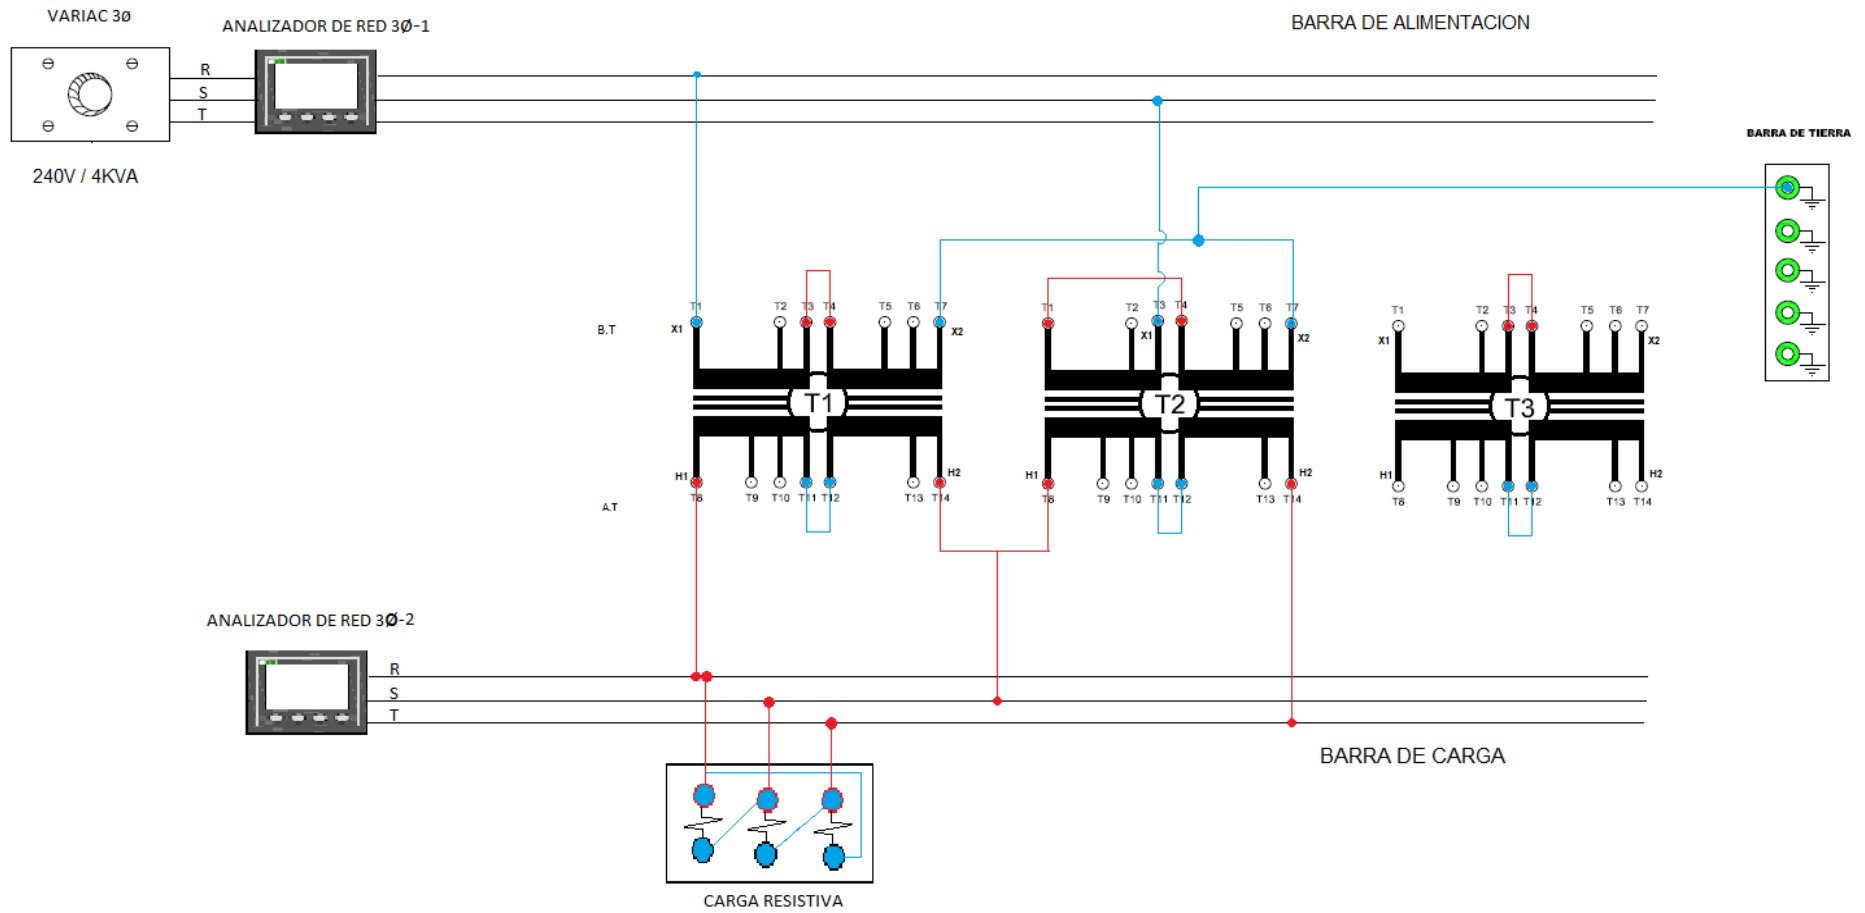 VARIAC 3ø
ANALIZADOR DE RED 3Ø-1
BARRA DE ALIMENTACION
R
S
T
240V / 4KVA
BARRA DE TIERRA
B.T
T1 T2 T3 T4 T5 T6 T7
X1 X2
T1
H1 H2
T8 T9 T10 T11 T12 T13 T14
T1 T2 T3 T4 T5 T6 T7
X1 X2
T2
H1 H2
T8 T9 T10 T11 T12 T13 T14
T1 T2 T3 T4 T5 T6 T7
X1 X2
T3
H1 H2
T8 T9 T10 T11 T12 T13 T14
A.T
ANALIZADOR DE RED 3Ø-2
R
S
T
BARRA DE CARGA
CARGA RESISTIVA